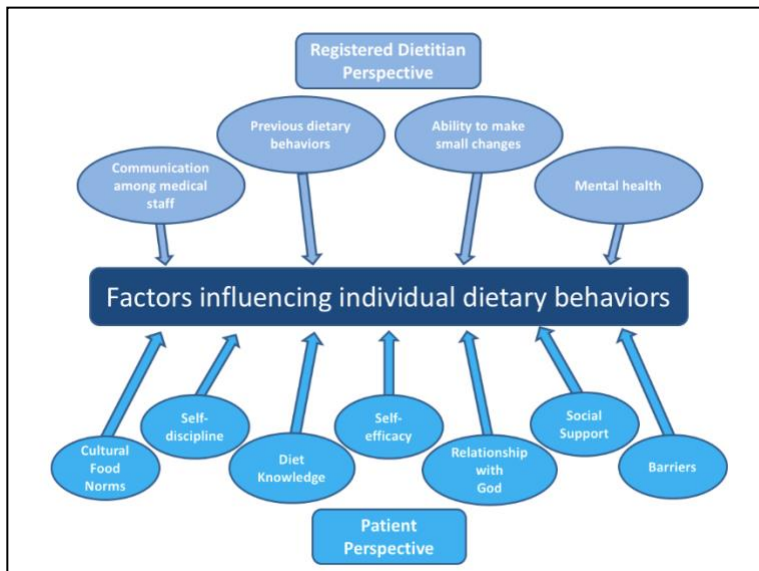 Registered Dietitian
Perspective
Previous dietary
behaviors
Ability to make
small changes
Communication
among medical
staff
Mental health
Factors influencing individual dietary behaviors
Self-
discipline
Self-
efficacy
Social
Support
Cultural
Food
Norms
Diet
Knowledge
Relationship
with
God
Barriers
Patient
Perspective